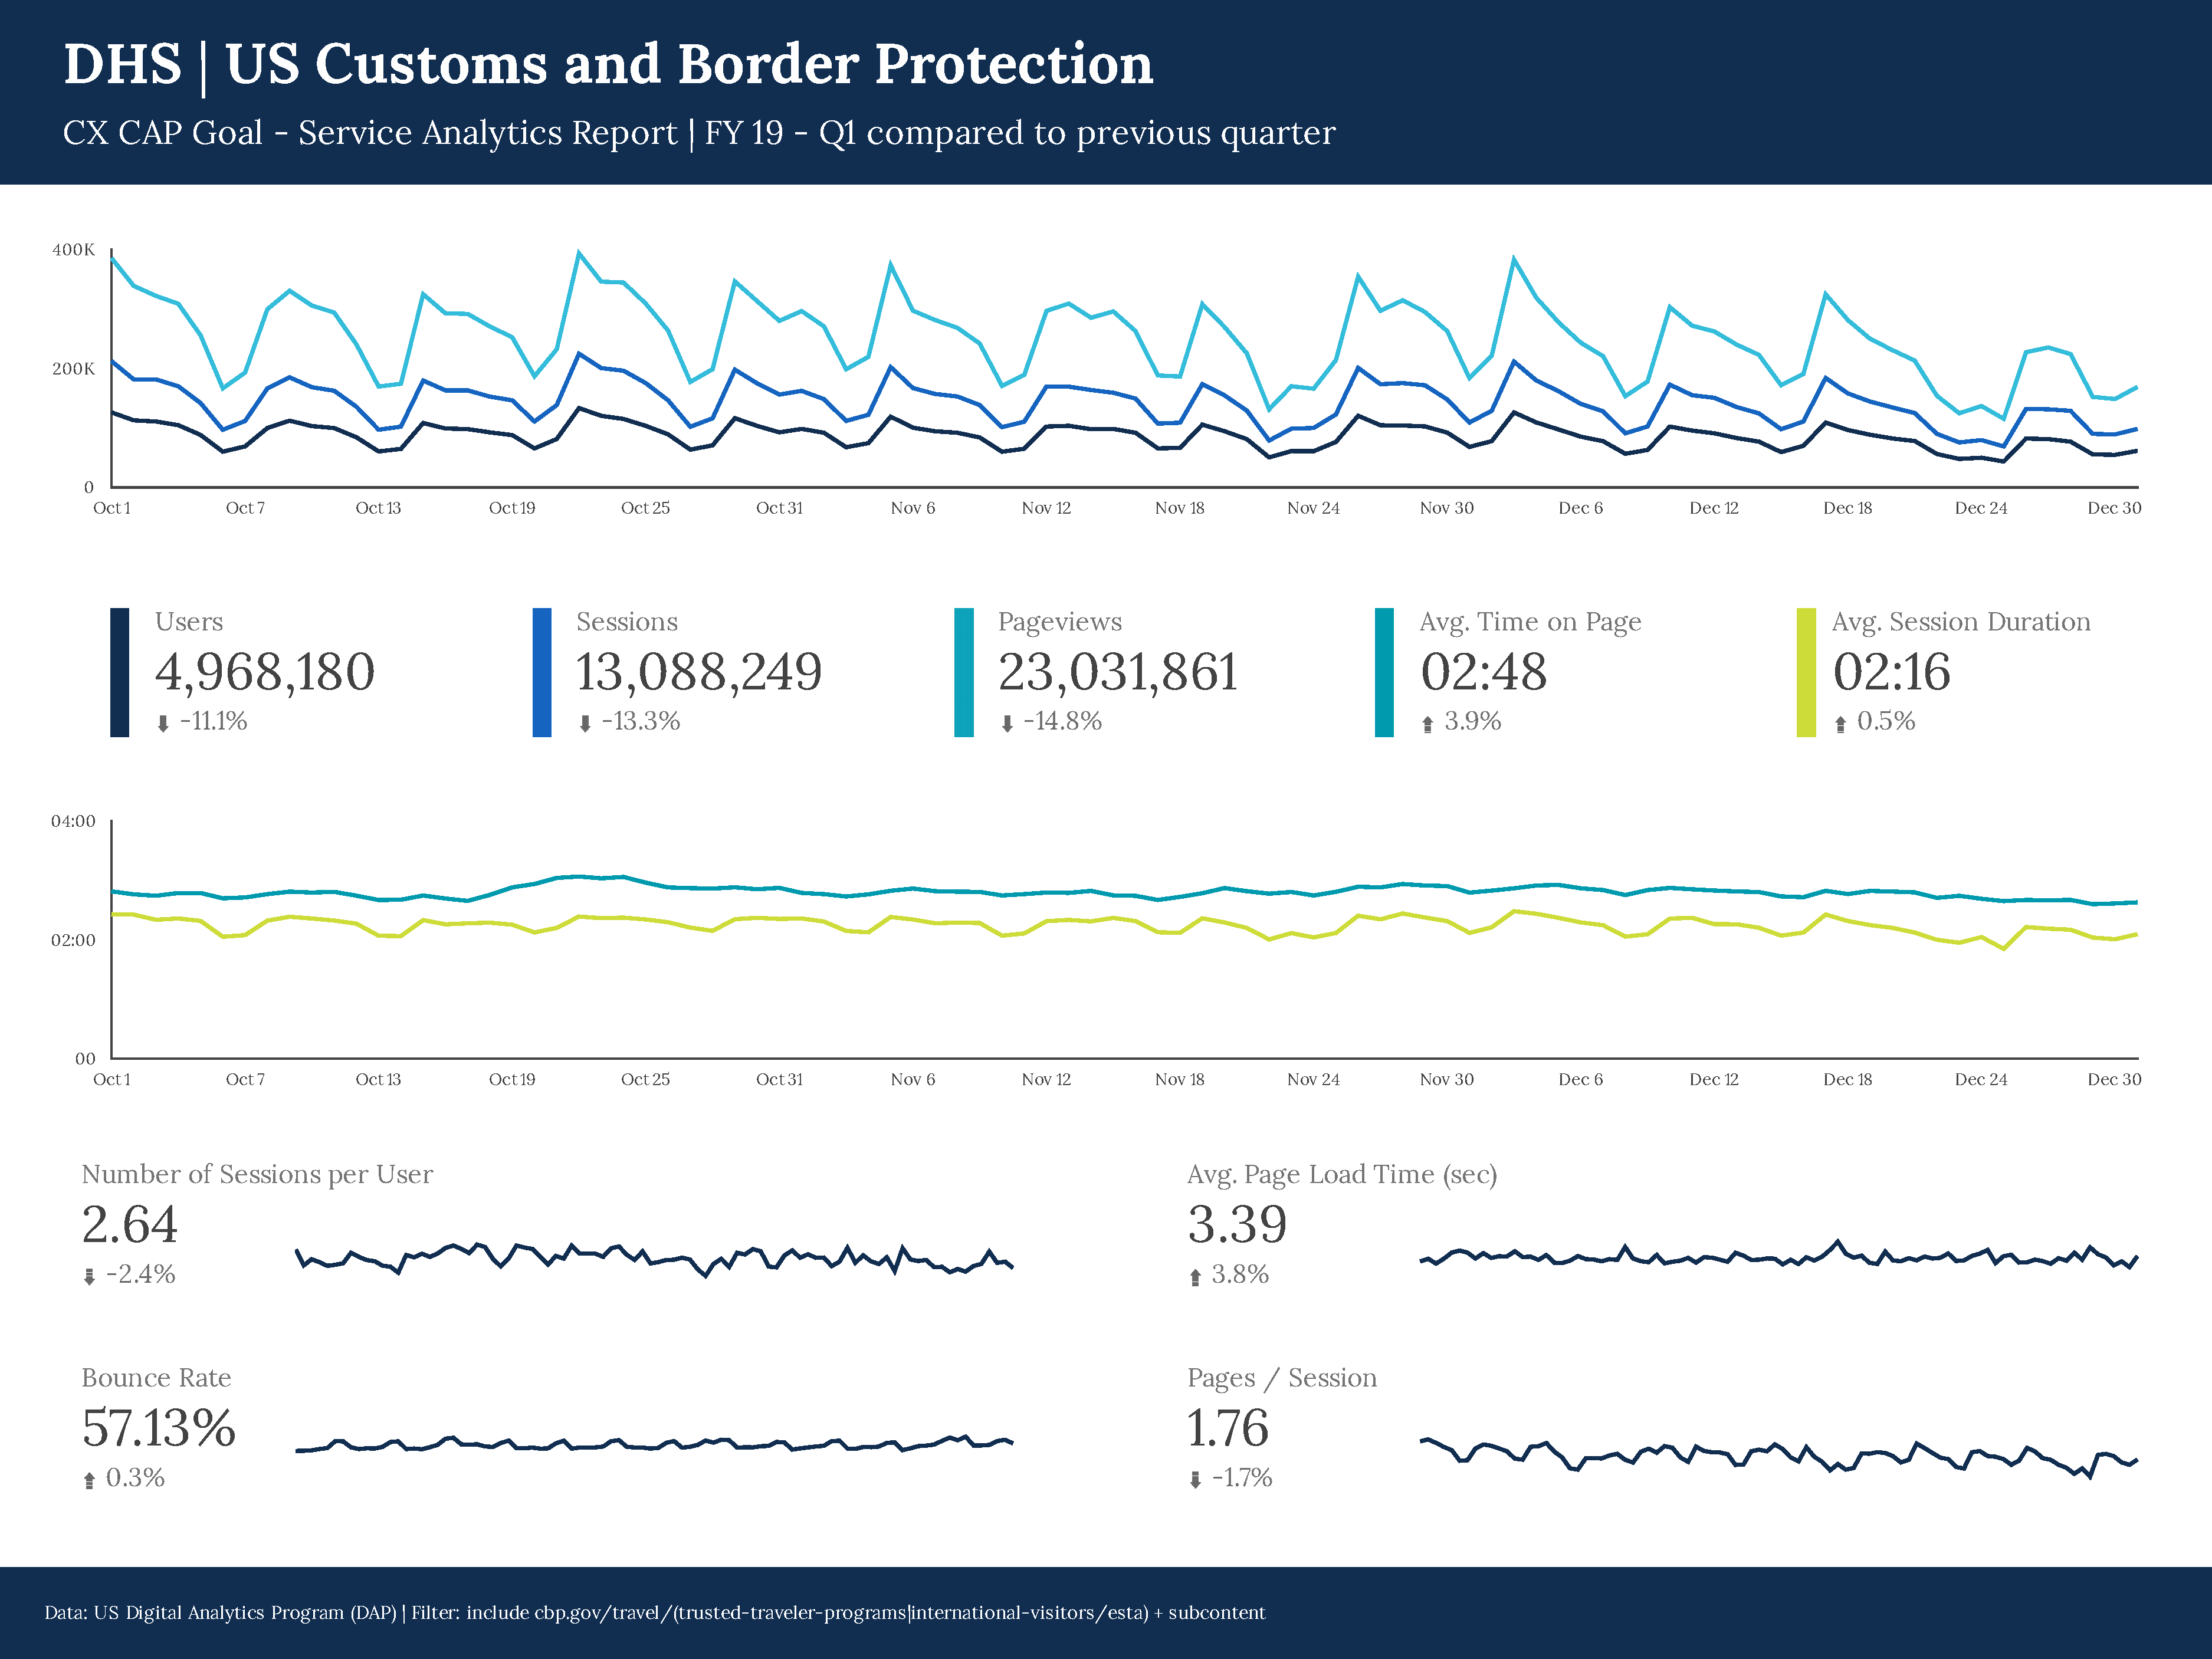 DHS | US Customs and Border Protection
CX CAP Goal - Service Analytics Report | FY 19 - Q1 compared to previous quarter
400K
200K
0
Oct 1 Oct 7 Oct 13 Oct 19 Oct 25 Oct 31 Nov 6 Nov 12 Nov 18 Nov 24 Nov 30 Dec 6 Dec 12 Dec 18 Dec 24 Dec 30
Users Sessions Pageviews Avg. Time on Page Avg. Session Duration
4,968,180 13,088,249 23,031,861 02:48 02:16
-11.1% -13.3% -14.8% 3.9% 0.5%
04:00
02:00
00
Oct 1 Oct 7 Oct 13 Oct 19 Oct 25 Oct 31 Nov 6 Nov 12 Nov 18 Nov 24 Nov 30 Dec 6 Dec 12 Dec 18 Dec 24 Dec 30
Number of Sessions per User
2.64
-2.4%
Avg. Page Load Time (sec)
3.39
3.8%
Bounce Rate
57.13%
0.3%
Pages / Session
1.76
-1.7%
Data: US Digital Analytics Program (DAP) | Filter: include cbp.gov/travel/(trusted-traveler-programs|international-visitors/esta) + subcontent